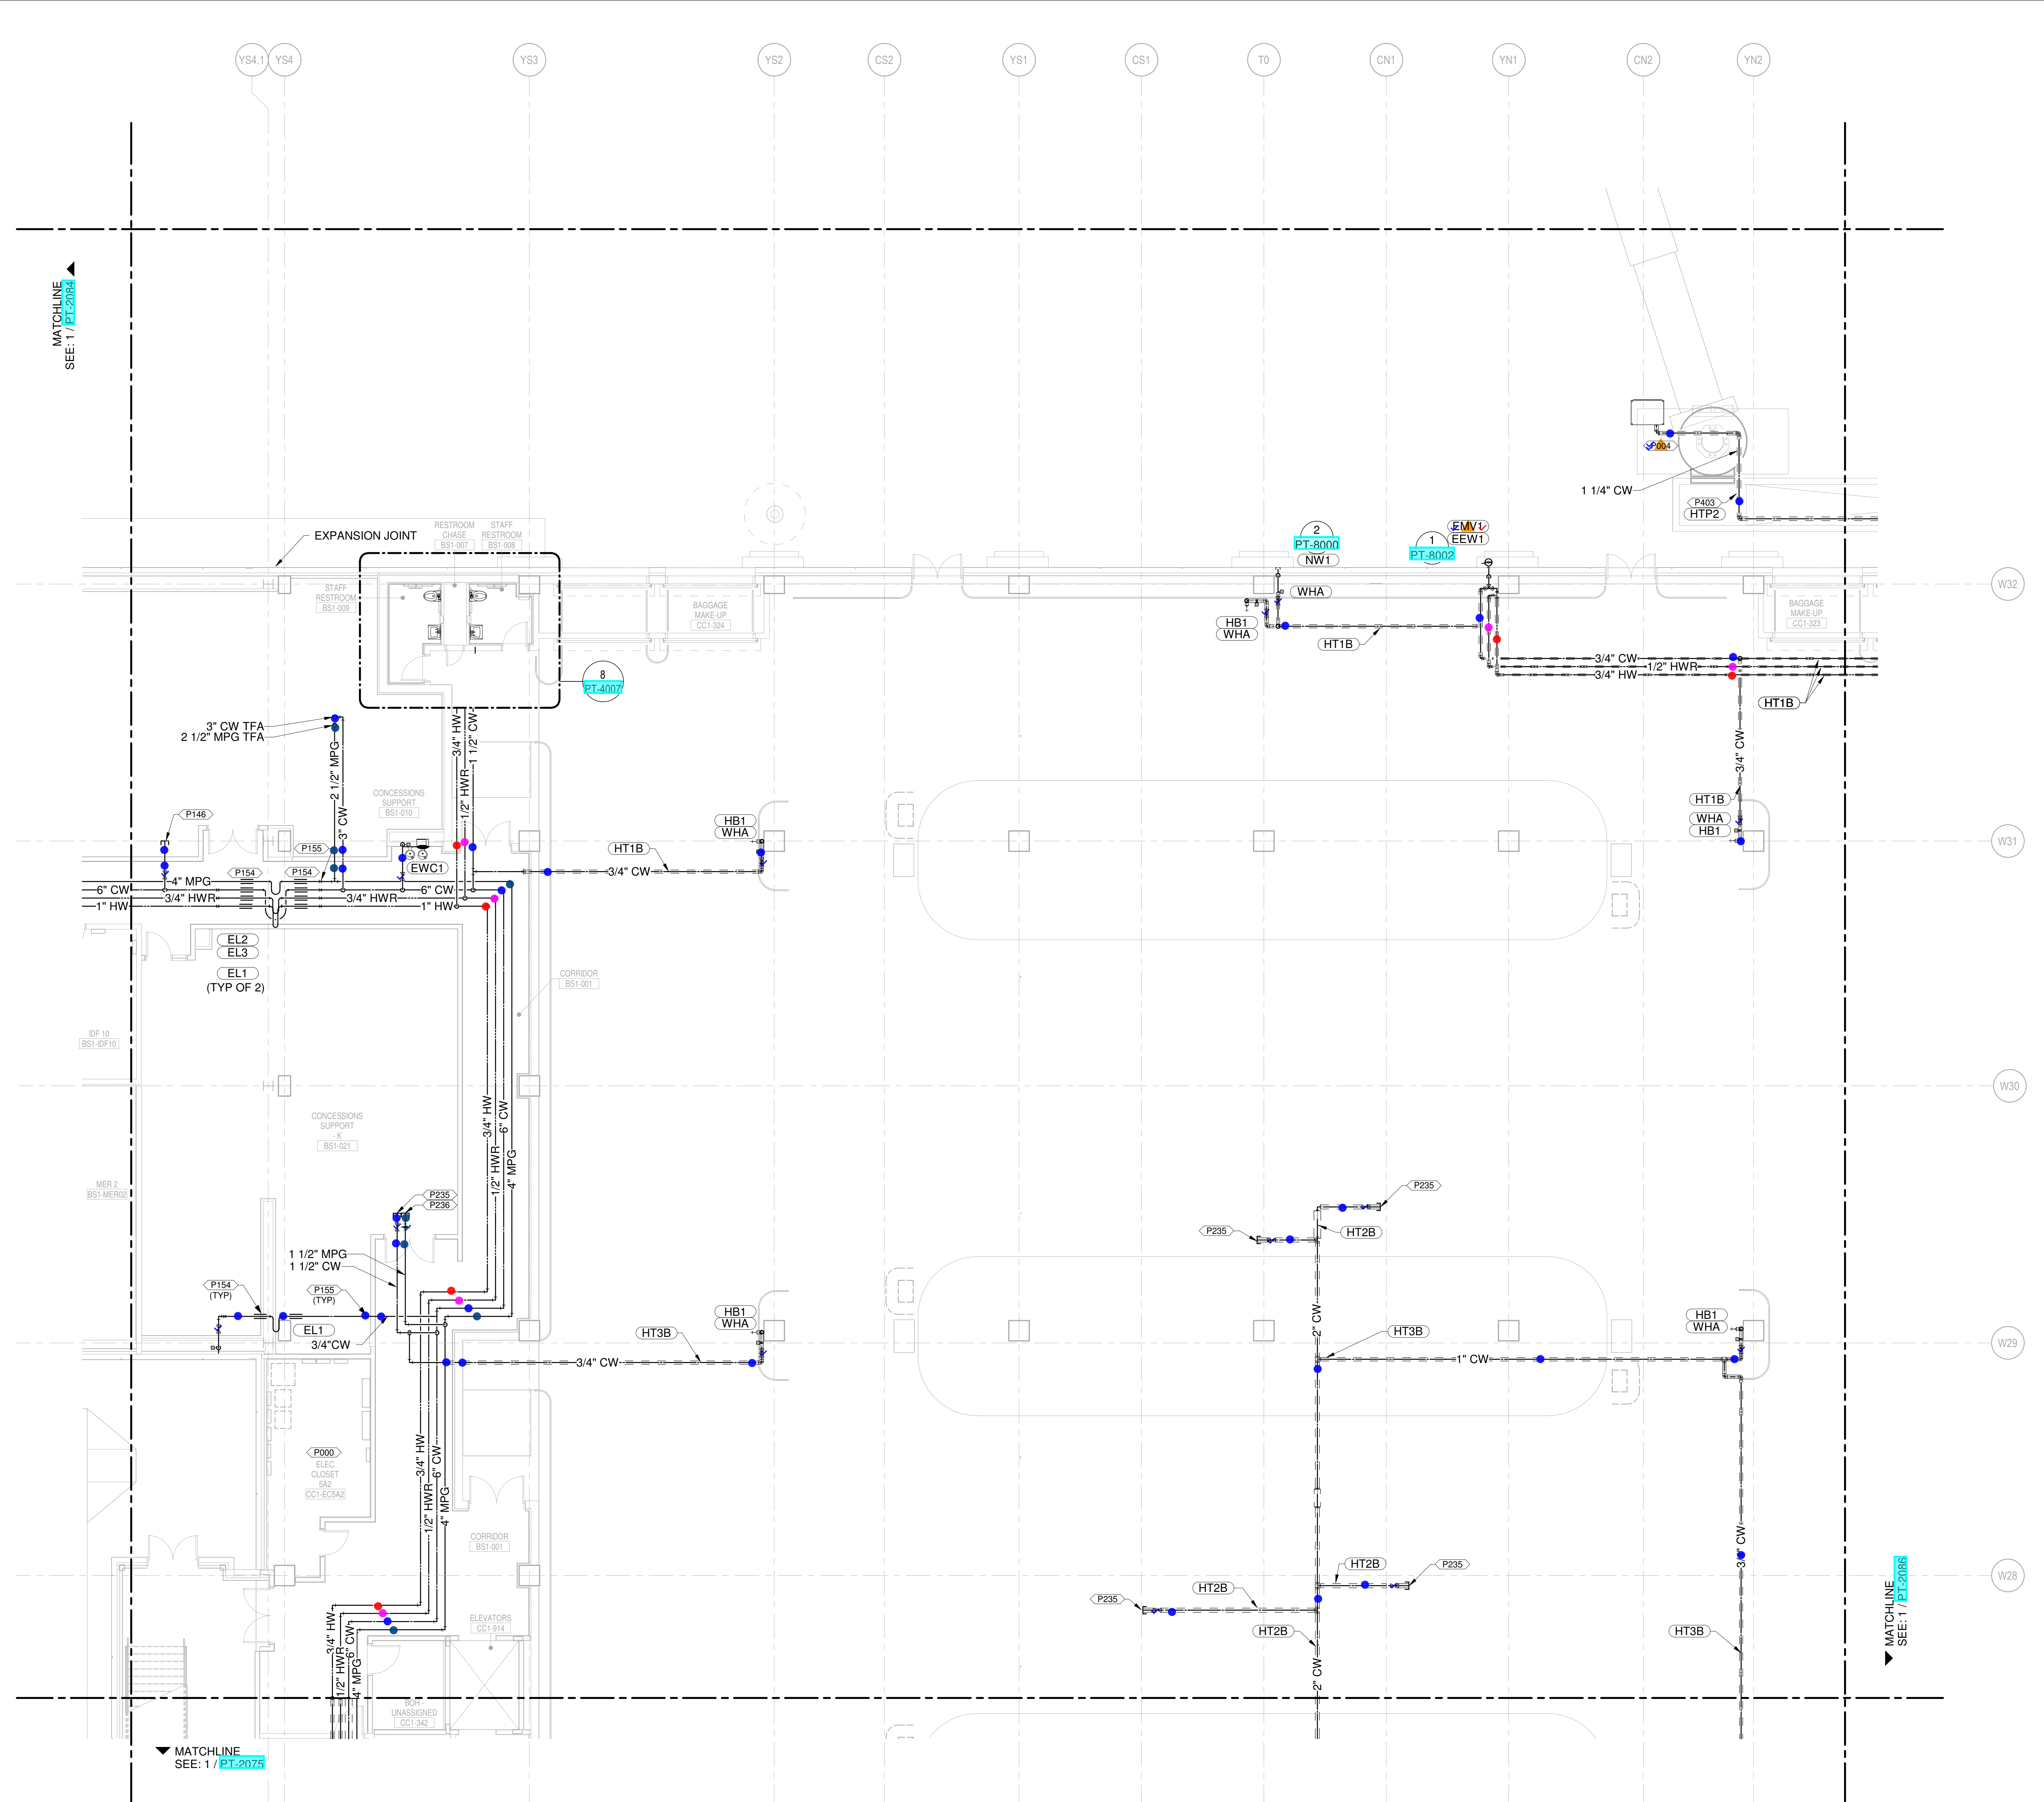 YS4.1
YS4
YS3
YS2
CS2
YS1
CS1
T0
CN1
YN1
CN2
YN2
MATCHLINE
SEE: 1 / PT-2084
P004
1 1/4" CW
P403
HTP2
EXPANSION JOINT
RESTROOM
CHASE
BS1-007
STAFF
RESTROOM
BS1-008
2
PT-8000
NW1
1
PT-8002
EMV1
EEW1
W32
STAFF
RESTROOM
BS1-009
BAGGAGE
MAKE-UP
CC1-324
WHA
HB1
WHA
HT1B
BAGGAGE
MAKE-UP
CC1-323
3/4" CW
1/2" HWR
3/4" HW
HT1B
8
PT-4007
3" CW TFA
2 1/2" MPG TFA
2 1/2" MPG
3" CW
3/4" HW
1/2" HWR
1 1/2" CW
3/4" CW
CONCESSIONS
SUPPORT
BS1-010
P146
P155
HB1
WHA
HT1B
3/4" CW
HT1B
WHA
HB1
W31
EWC1
P154
P154
4" MPG
6" CW
3/4" HWR
1" HW
6" CW
3/4" HWR
1" HW
EL2
EL3
EL1
(TYP OF 2)
CORRIDOR
BS1-001
IDF 10
BS1-IDF10
W30
CONCESSIONS
SUPPORT
- K
BS1-021
3/4" HW
1/2" HWR
6" CW
4" MPG
MER 2
BS1-MER02
P235
P236
1 1/2" MPG
1 1/2" CW
P235
P235
HT2B
P154
(TYP)
P155
(TYP)
EL1
3/4"CW
HB1
WHA
HT3B
3/4" CW
2" CW
HT3B
1" CW
HB1
WHA
W29
P000
ELEC
CLOSET
5A2
CC1-EC5A2
3/4" HW
1/2" HWR
6" CW
4" MPG
CORRIDOR
BS1-001
3/4" CW
HT2B
P235
W28
P235
HT2B
HT2B
HT3B
ELEVATORS
CC1-914
3/4" HW
1/2" HWR
6" CW
4" MPG
2" CW
MATCHLINE
SEE: 1 / PT-2086
BOH -
UNASSIGNED
CC1-342
MATCHLINE
SEE: 1 / PT-2075